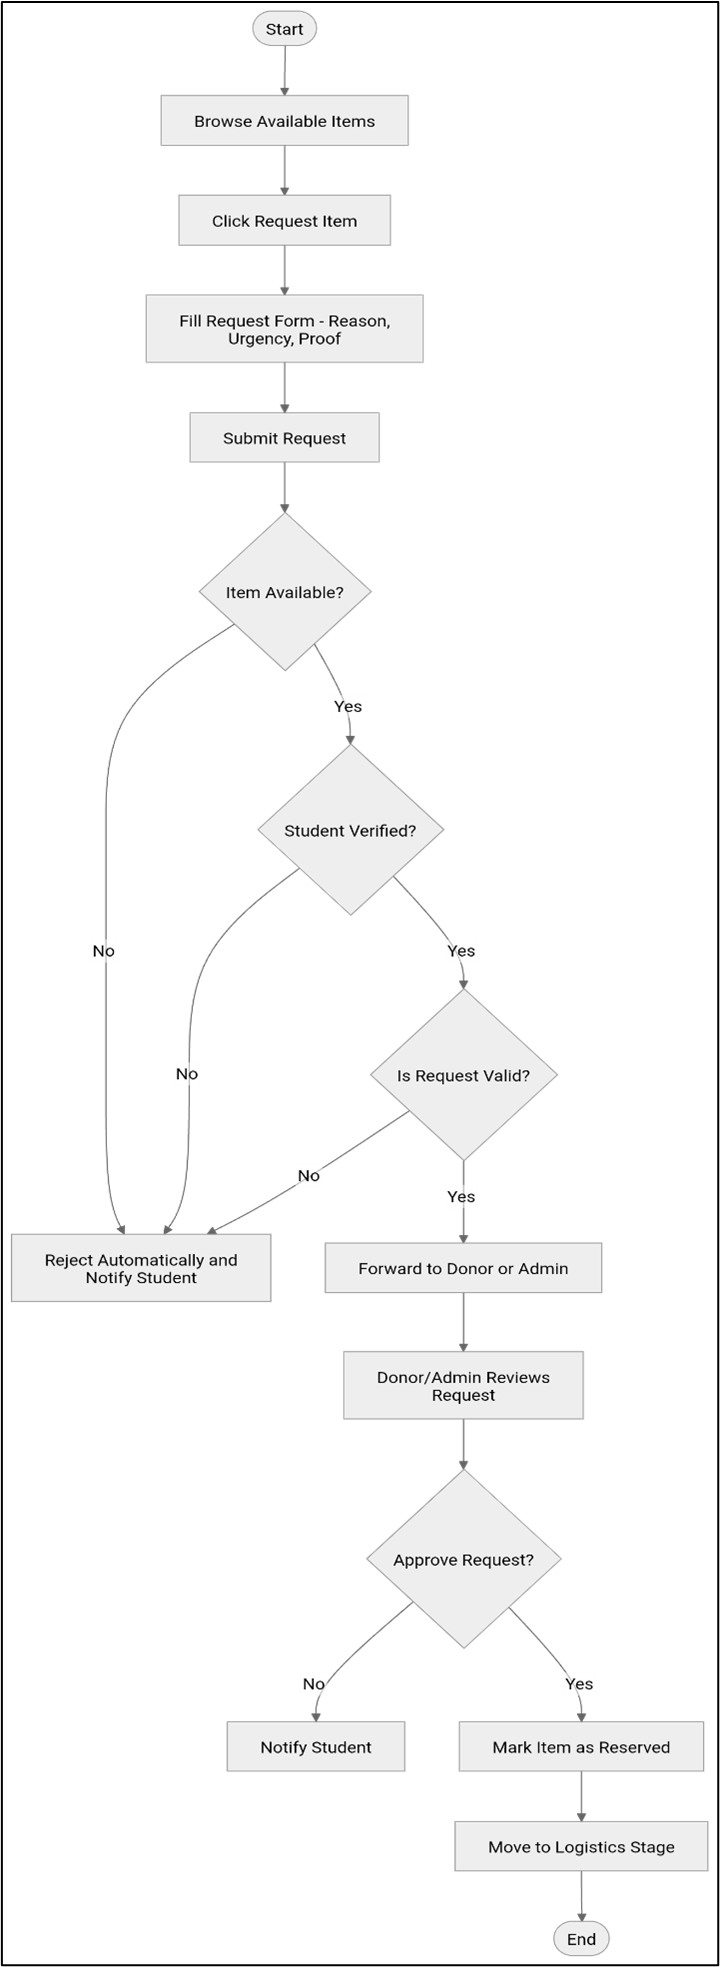 Start
Browse Available Items
Click Request Item
Fill Request Form - Reason,
Urgency, Proof
Submit Request
Item Available?
Yes
Student Verified?
No
Yes
No
Is Request Valid?
No
Yes
Reject Automatically and
Notify Student
Forward to Donor or Admin
Donor/Admin Reviews
Request
Approve Request?
No
Yes
Notify Student
Mark Item as Reserved
Move to Logistics Stage
End